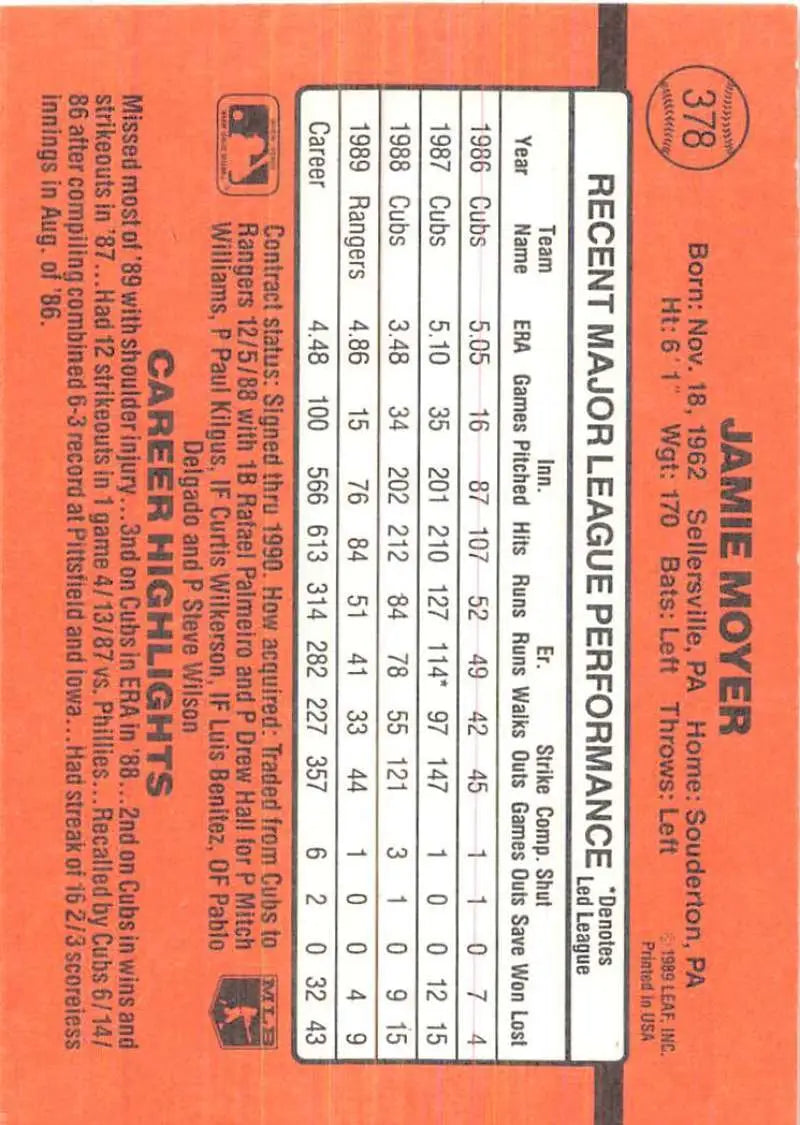 378
JAMIE MOYER
Born: Nov. 18, 1962 Sellersville, PA Home: Souderton, PA
Ht: 6' 1" Wgt: 170 Bats: Left Throws: Left
© 1989 LEAF, INC.
Printed in USA
RECENT MAJOR LEAGUE PERFORMANCE *Denotes Led League
Year Team Name ERA Games Inn. Pitched Hits Runs Er. Runs Walks Strike Outs Comp. Games Shut Outs Save Won Lost
1986 Cubs 5.05 16 87 107 52 49 42 45 1 1 0 7 4
1987 Cubs 5.10 35 201 210 127 114* 97 147 1 0 0 12 15
1988 Cubs 3.48 34 202 212 84 78 55 121 3 1 0 9 15
1989 Rangers 4.86 15 76 84 51 41 33 44 1 0 0 4 9
Career 4.48 100 566 613 314 282 227 357 6 2 0 32 43
Contract status: Signed thru 1990. How acquired: Traded from Cubs to
Rangers 12/5/88 with 1B Rafael Palmeiro and P Drew Hall for P Mitch
Williams, P Paul Kilgus, IF Curtis Wilkerson, IF Luis Benitez, OF Pablo
Delgado and P Steve Wilson
MLB
CAREER HIGHLIGHTS
Missed most of '89 with shoulder injury...3nd on Cubs in ERA in '88...2nd on Cubs in wins and
strikeouts in '87...Had 12 strikeouts in 1 game 4/13/87 vs. Phillies...Recalled by Cubs 6/14/
86 after compiling combined 6-3 record at Pittsfield and Iowa...Had streak of 16 2/3 scoreless
innings in Aug. of '86.